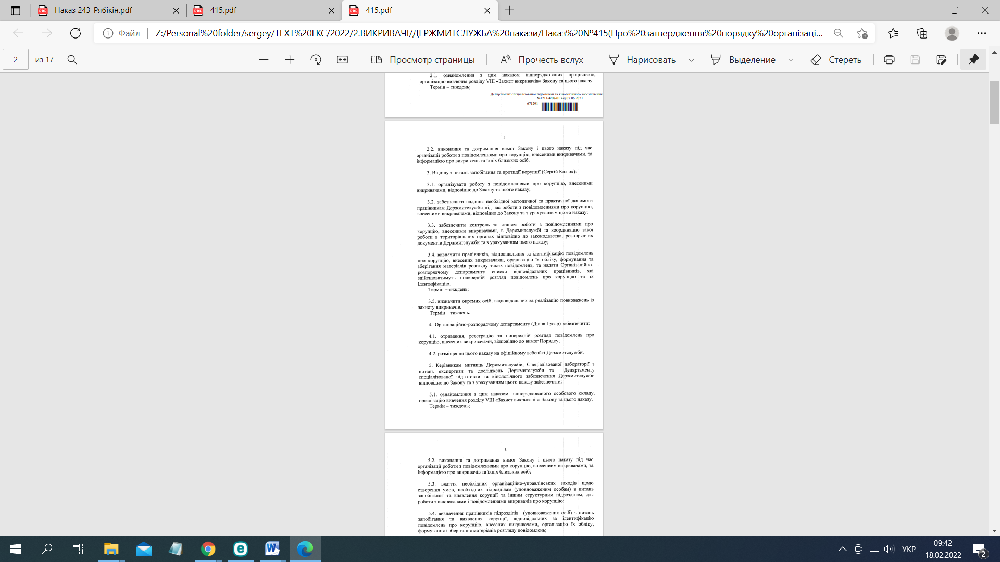 Наказ 243_Рябікін.pdf
415.pdf
415.pdf
Файл
Z:/Personal%20folder/sergey/TEXT%20LKC/2022/2.ВИКРИВАЧІ/ДЕРЖМИТСЛУЖБА%20накази/Наказ%20№415(Про%20затвердження%20порядку%20організаці...
2 из 17
Просмотр страницы
Прочесть вслух
Нарисовать
Выделение
Стереть
2.1. ознайомлення з цим наказом підпорядкованих працівників,
організацію вивчення розділу VIII «Захист викривачів» Закону та цього наказу.
Термін – тиждень;
Департамент спеціалізованої підготовки та кінологічного забезпечення
№1211/4/08-01 від 07.06.2021
671291
2
2.2. виконання та дотримання вимог Закону і цього наказу під час
організації роботи з повідомленнями про корупцію, внесеними викривачами, та
інформацією про викривачів та їхніх близьких осіб.
3. Відділу з питань запобігання та протидії корупції (Сергій Калюк):
3.1. організувати роботу з повідомленнями про корупцію, внесеними
викривачами, відповідно до Закону та цього наказу;
3.2. забезпечити надання необхідної методичної та практичної допомоги
працівникам Держмитслужби під час роботи з повідомленнями про корупцію,
внесеними викривачами, відповідно до Закону та з урахуванням цього наказу;
3.3. забезпечити контроль за станом роботи з повідомленнями про
корупцію, внесеними викривачами, в Держмитслужбі та координацію такої
роботи в територіальних органах відповідно до законодавства, розпорядчих
документів Держмитслужби та з урахуванням цього наказу;
3.4. визначити працівників, відповідальних за ідентифікацію повідомлень
про корупцію, внесених викривачами, організацію їх обліку, формування та
зберігання матеріалів розгляду таких повідомлень, та надати Організаційно-
розпорядчому департаменту списки відповідальних працівників, які
здійснюватимуть попередній розгляд повідомлень про корупцію та їх
ідентифікацію.
Термін – тиждень;
3.5. визначити окремих осіб, відповідальних за реалізацію повноважень із
захисту викривачів.
Термін – тиждень.
4. Організаційно-розпорядчому департаменту (Діана Гусар) забезпечити:
4.1. отримання, реєстрацію та попередній розгляд повідомлень про
корупцію, внесених викривачами, відповідно до вимог Порядку;
4.2. розміщення цього наказу на офіційному вебсайті Держмитслужби.
5. Керівникам митниць Держмитслужби, Спеціалізованої лабораторії з
питань експертизи та досліджень Держмитслужби та Департаменту
спеціалізованої підготовки та кінологічного забезпечення Держмитслужби
відповідно до Закону та з урахуванням цього наказу забезпечити:
5.1. ознайомлення з цим наказом підпорядкованого особового складу,
організацію вивчення розділу VIII «Захист викривачів» Закону та цього наказу.
Термін – тиждень;
3
5.2. виконання та дотримання вимог Закону і цього наказу під час
організації роботи з повідомленнями про корупцію, внесеним викривачами, та
інформацією про викривачів та їхніх близьких осіб;
5.3. вжиття необхідних організаційно-управлінських заходів щодо
створення умов, необхідних підрозділам (уповноваженим особам) з питань
запобігання та виявлення корупції та іншим структурним підрозділам, для
роботи з викривачами і повідомленнями викривачів про корупцію;
5.4. визначення працівників підрозділів (уповноважених осіб) з питань
запобігання та виявлення корупції, відповідальних за ідентифікацію
повідомлень про корупцію, внесених викривачами, організацію їх обліку,
формування і зберігання матеріалів розгляду повідомлень;
УКР
09:42
18.02.2022
2